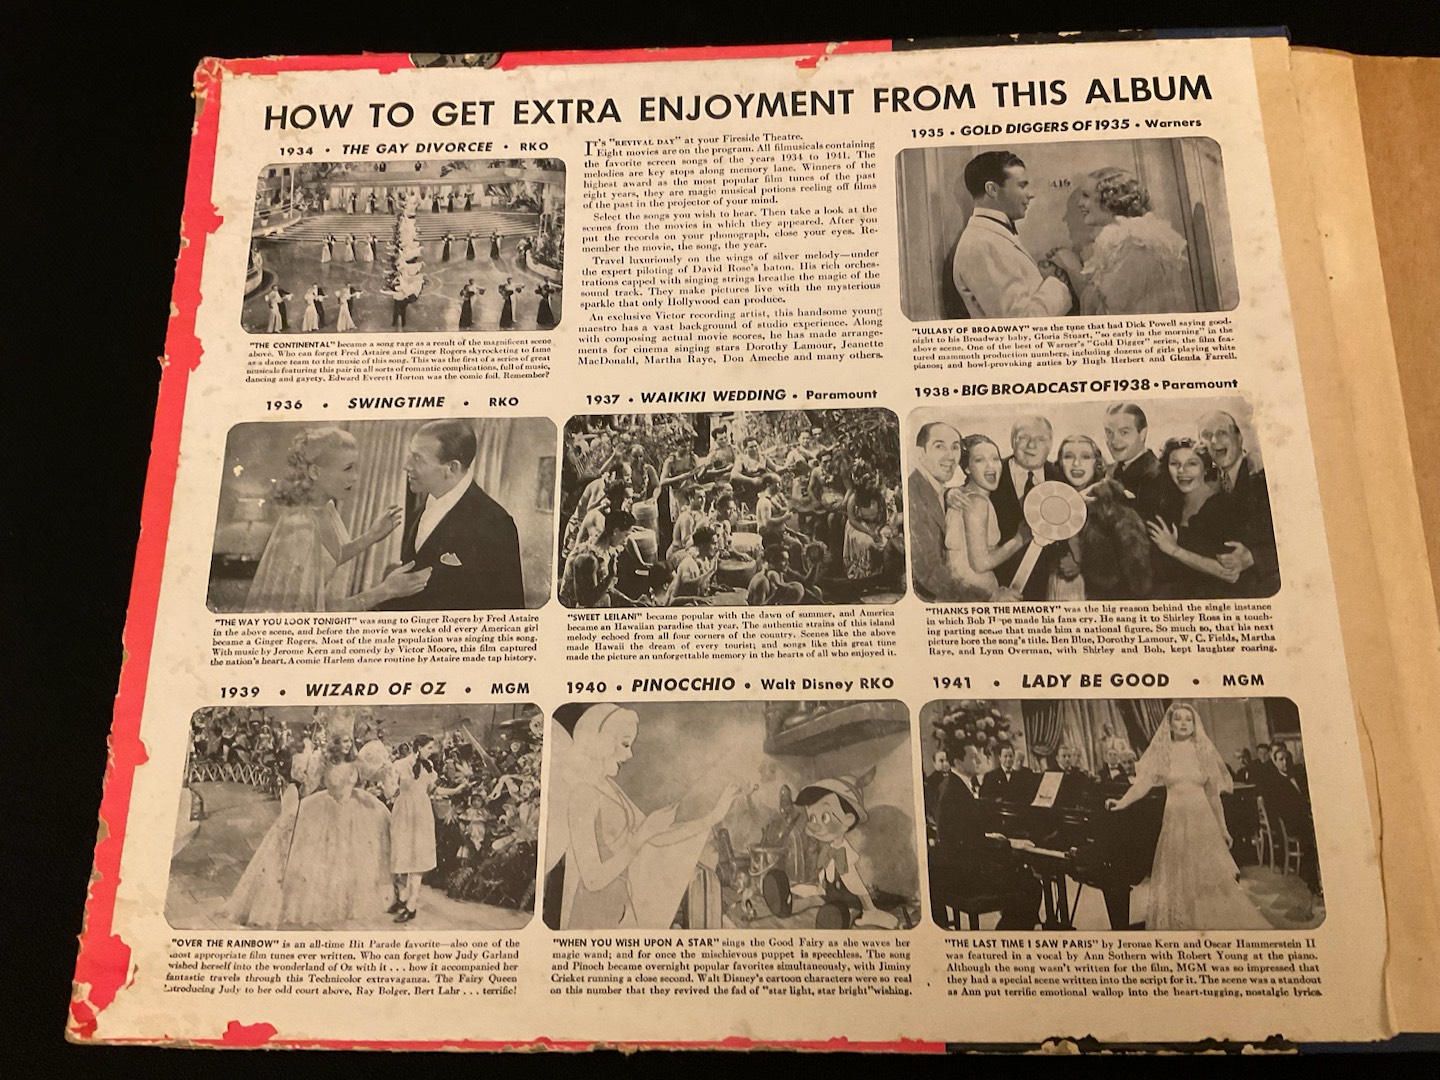 HOW TO GET EXTRA ENJOYMENT FROM THIS ALBUM
1934 • THE GAY DIVORCEE • RKO
"THE CONTINENTAL" became a song rage as a result of the magnificent scene
above. Who can forget Fred Astaire and Ginger Rogers skyrocketing to fame
as a dance team to the music of this song. This was the first of a series of great
musicals featuring this pair in all sorts of romantic complications, full of music,
dancing and gayety. Edward Everett Horton was the comic foil. Remember?
IT'S "REVIVAL DAY" at your Fireside Theatre.
Eight movies are on the program. All filmusicals containing
the favorite screen songs of the years 1934 to 1941. The
melodies are key stops along memory lane. Winners of the
highest award as the most popular film tunes of the past
eight years, they are magic musical potions reeling off films
of the past in the projector of your mind.
Select the songs you wish to hear. Then take a look at the
scenes from the movies in which they appeared. After you
put the records on your phonograph, close your eyes. Re-
member the movie, the song, the year.
Travel luxuriously on the wings of silver melody—under
the expert piloting of David Rose's baton. His rich orches-
trations capped with singing strings breathe the magic of the
sound track. They make pictures live with the mysterious
sparkle that only Hollywood can produce.
An exclusive Victor recording artist, this handsome young
maestro has a vast background of studio experience. Along
with composing actual movie scores, he has made arrange-
ments for cinema singing stars Dorothy Lamour, Jeanette
MacDonald, Martha Raye, Don Ameche and many others.
1935 • GOLD DIGGERS OF 1935 • Warners
416
"LULLABY OF BROADWAY" was the tune that had Dick Powell saying good-
night to his Broadway baby, Gloria Stuart, "so early in the morning" in the
above scene. One of the best of Warner's "Gold Digger" series, the film fea-
tured mammoth production numbers, including dozens of girls playing white
pianos; and howl-provoking antics by Hugh Herbert and Glenda Farrell.
1936 • SWINGTIME • RKO
"THE WAY YOU LOOK TONIGHT" was sung to Ginger Rogers by Fred Astaire
in the above scene, and before the movie was weeks old every American girl
became a Ginger Rogers. Most of the male population was singing this song.
With music by Jerome Kern and comedy by Victor Moore, this film captured
the nation's heart. A comic Harlem dance routine by Astaire made tap history.
1937 • WAIKIKI WEDDING • Paramount
"SWEET LEILANI" became popular with the dawn of summer, and America
became an Hawaiian paradise that year. The authentic strains of this island
melody echoed from all four corners of the country. Scenes like the above
made Hawaii the dream of every tourist; and songs like this great tune
made the picture an unforgettable memory in the hearts of all who enjoyed it.
1938 • BIG BROADCAST OF 1938 • Paramount
"THANKS FOR THE MEMORY" was the big reason behind the single instance
in which Bob Hope made his fans cry. He sang it to Shirley Ross in a touch-
ing parting scene that made him a national figure. So much so, that his next
picture bore the song's title. Ben Blue, Dorothy Lamour, W. C. Fields, Martha
Raye, and Lynn Overman, with Shirley and Bob, kept laughter roaring.
1939 • WIZARD OF OZ • MGM
"OVER THE RAINBOW" is an all-time Hit Parade favorite—also one of the
most appropriate film tunes ever written. Who can forget how Judy Garland
wished herself into the wonderland of Oz with it . . . how it accompanied her
fantastic travels through this Technicolor extravaganza. The Fairy Queen
introducing Judy to her odd court above, Ray Bolger, Bert Lahr . . . terrific!
1940 • PINOCCHIO • Walt Disney RKO
"WHEN YOU WISH UPON A STAR" sings the Good Fairy as she waves her
magic wand; and for once the mischievous puppet is speechless. The song
and Pinoch became overnight popular favorites simultaneously, with Jiminy
Cricket running a close second. Walt Disney's cartoon characters were so real
on this number that they revived the fad of "star light, star bright" wishing.
1941 • LADY BE GOOD • MGM
"THE LAST TIME I SAW PARIS" by Jerome Kern and Oscar Hammerstein II
was featured in a vocal by Ann Sothern with Robert Young at the piano.
Although the song wasn't written for the film, MGM was so impressed that
they had a special scene written into the script for it. The scene was a standout
as Ann put terrific emotional wallop into the heart-tugging, nostalgic lyrics.